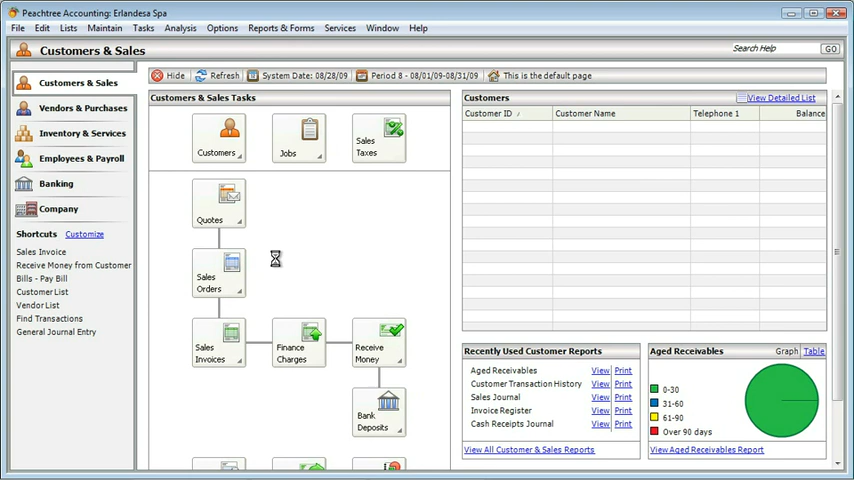 Peachtree Accounting: Erlandesa Spa
File Edit Lists Maintain Tasks Analysis Options Reports & Forms Services Window Help
Customers & Sales
Search Help GO
Customers & Sales
Vendors & Purchases
Inventory & Services
Employees & Payroll
Banking
Company
Shortcuts Customize
Sales Invoice
Receive Money from Customer
Bills - Pay Bill
Customer List
Vendor List
Find Transactions
General Journal Entry
Hide Refresh System Date: 08/28/09 Period 8 - 08/01/09-08/31/09 This is the default page
Customers & Sales Tasks
Customers
Jobs
Sales
Taxes
Quotes
Sales
Orders
Sales
Invoices
Finance
Charges
Receive
Money
Bank
Deposits
Customers View Detailed List
Customer ID / Customer Name Telephone 1 Balance
Recently Used Customer Reports
Aged Receivables View Print
Customer Transaction History View Print
Sales Journal View Print
Invoice Register View Print
Cash Receipts Journal View Print
View All Customer & Sales Reports
Aged Receivables Graph Table
0-30
31-60
61-90
Over 90 days
View Aged Receivables Report